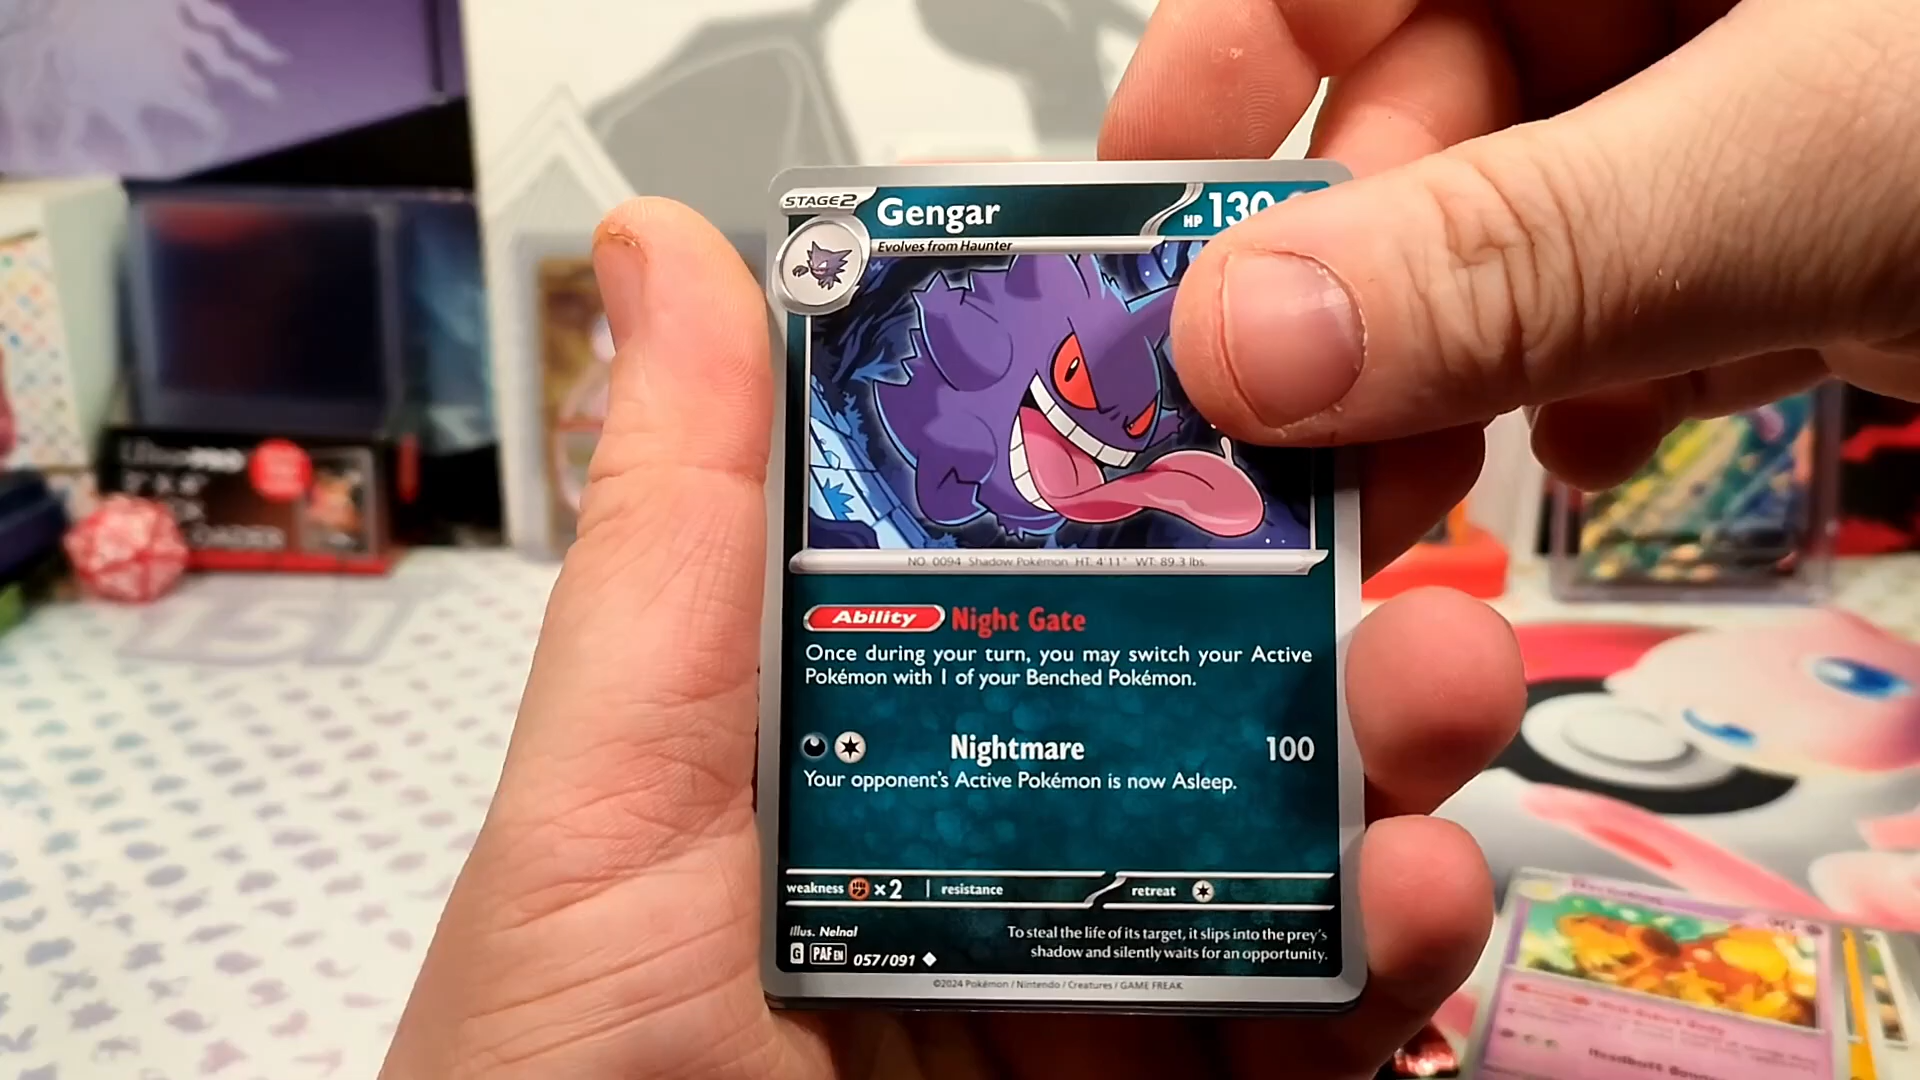 STAGE2
Gengar
HP 130
Evolves from Haunter
NO. 0094 Shadow Pokémon HT: 4'11" WT: 89.3 lbs.
Ability Night Gate
Once during your turn, you may switch your Active
Pokémon with 1 of your Benched Pokémon.
Nightmare 100
Your opponent's Active Pokémon is now Asleep.
weakness ×2 | resistance retreat
Illus. Nelnal
To steal the life of its target, it slips into the prey's
shadow and silently waits for an opportunity.
G PAF EN 057/091
©2024 Pokémon / Nintendo / Creatures / GAME FREAK
151